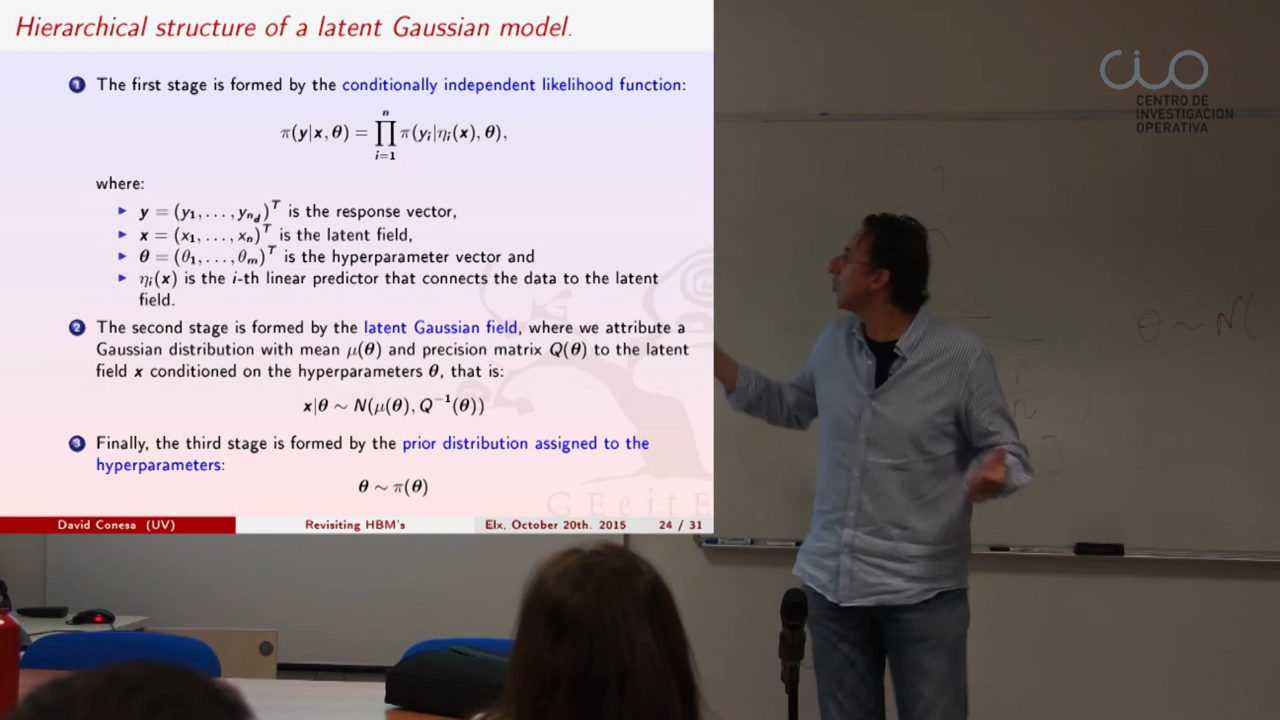 Hierarchical structure of a latent Gaussian model.
1 The first stage is formed by the conditionally independent likelihood function:
π(y|x, θ) = ∏_{i=1}^{n} π(y_i|η_i(x), θ),
where:
▶ y = (y_1, . . . , y_{n_d})^T is the response vector,
▶ x = (x_1, . . . , x_n)^T is the latent field,
▶ θ = (θ_1, . . . , θ_m)^T is the hyperparameter vector and
▶ η_i(x) is the i-th linear predictor that connects the data to the latent
field.
2 The second stage is formed by the latent Gaussian field, where we attribute a
Gaussian distribution with mean μ(θ) and precision matrix Q(θ) to the latent
field x conditioned on the hyperparameters θ, that is:
x|θ ∼ N(μ(θ), Q^{−1}(θ))
3 Finally, the third stage is formed by the prior distribution assigned to the
hyperparameters:
θ ∼ π(θ)
David Conesa (UV) Revisiting HBM's Elx, October 20th. 2015 24 / 31
CIO
CENTRO DE
INVESTIGACION
OPERATIVA
θ ∼ N(